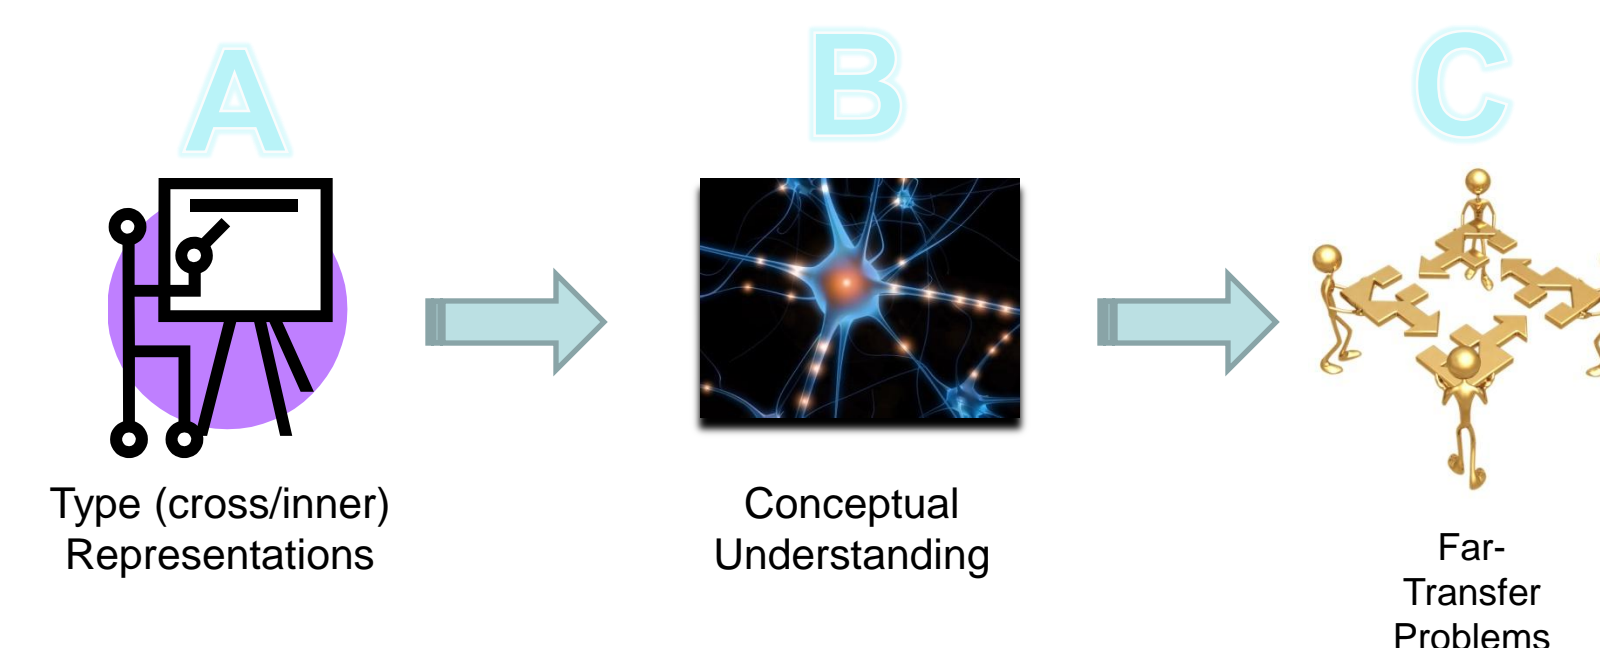 A
B
C
Type (cross/inner)
Representations
Conceptual
Understanding
Far-
Transfer
Problems